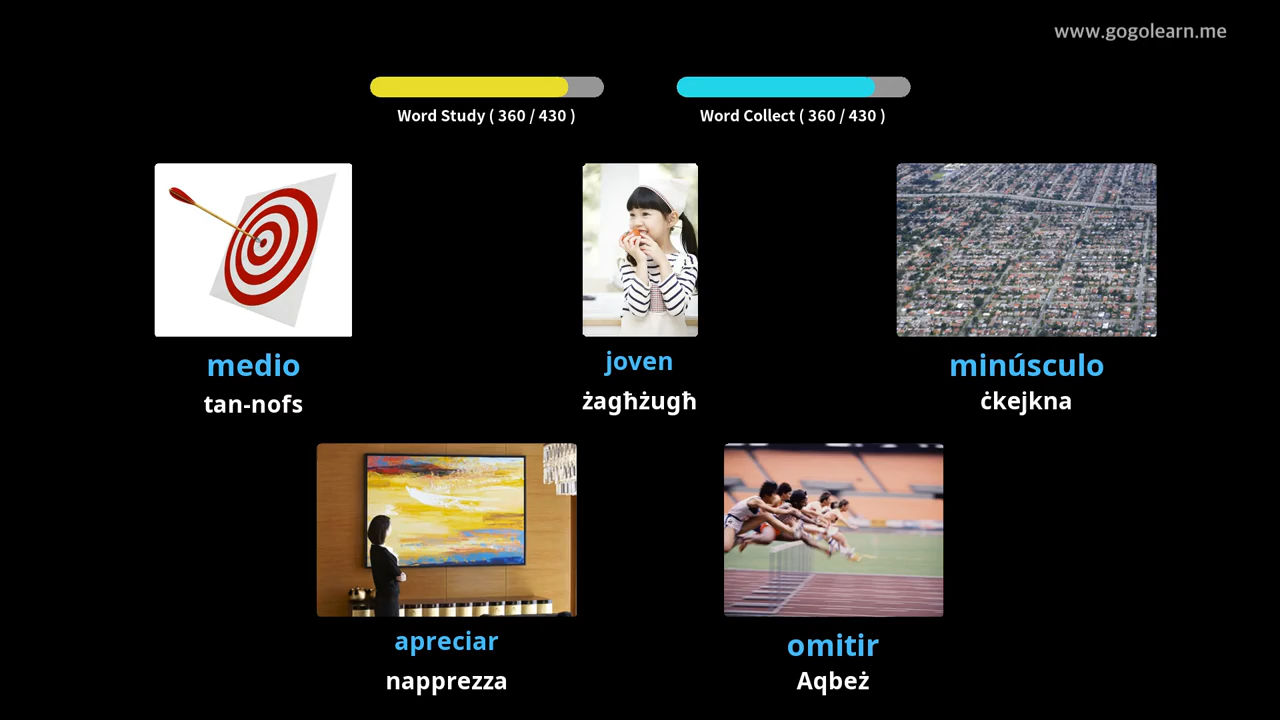 www.gogolearn.me
Word Study ( 360 / 430 )
Word Collect ( 360 / 430 )
medio
tan-nofs
joven
żagħżugħ
minúsculo
ċkejkna
apreciar
napprezza
omitir
Aqbeż